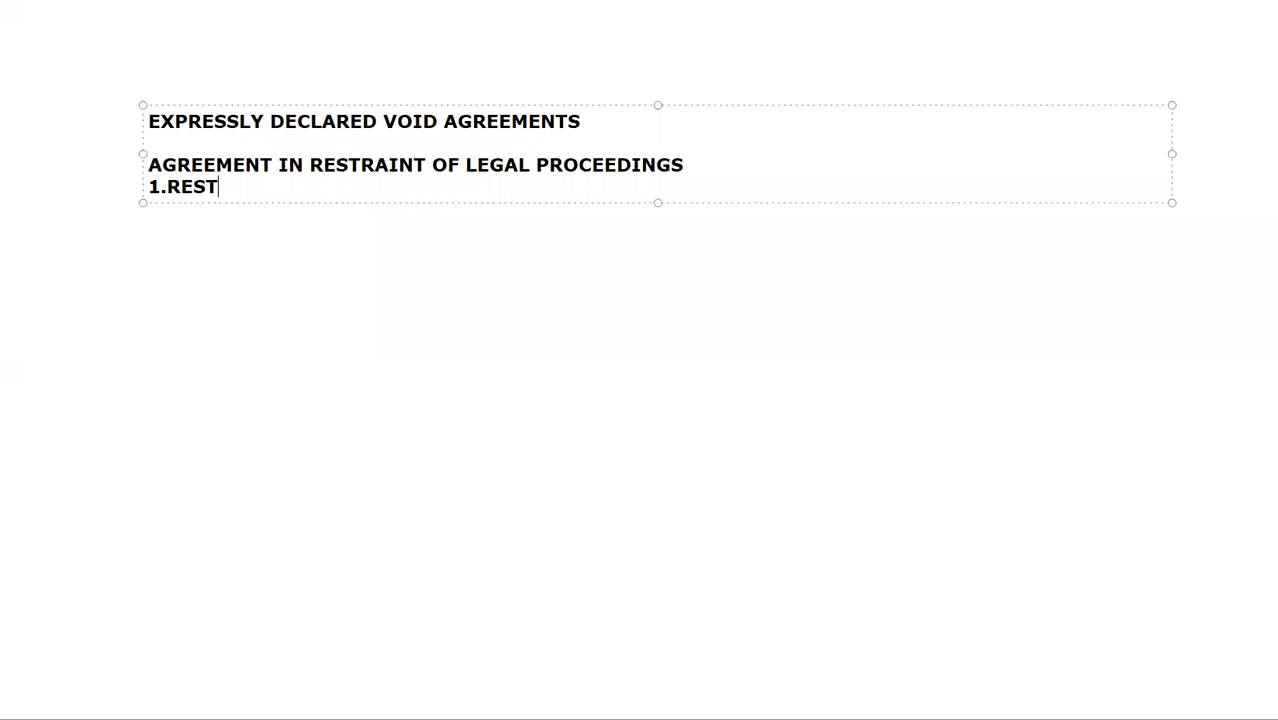 EXPRESSLY DECLARED VOID AGREEMENTS
AGREEMENT IN RESTRAINT OF LEGAL PROCEEDINGS
1.REST